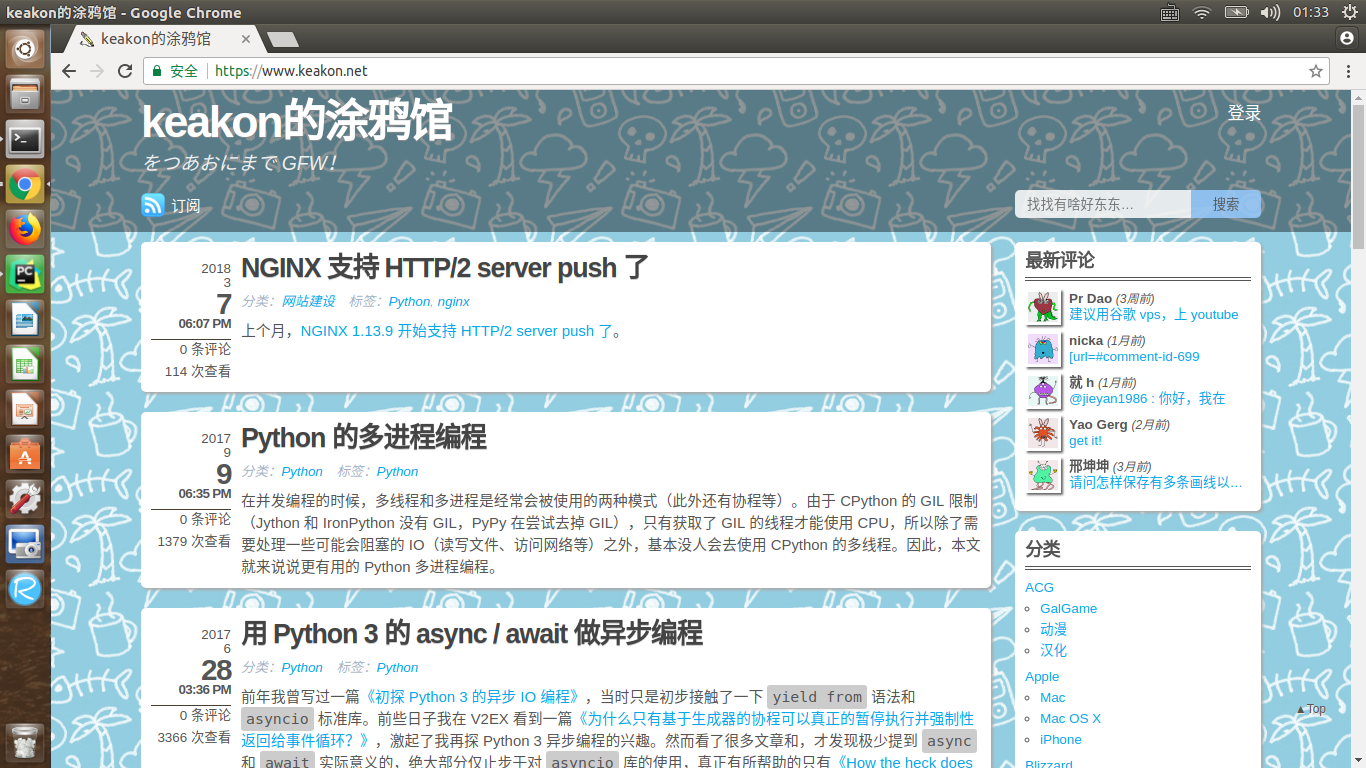 keakon的涂鸦馆 - Google Chrome
01:33
keakon的涂鸦馆
安全 https://www.keakon.net
keakon的涂鸦馆
登录
をつあおにまで GFW！
订阅
找找有啥好东东… 搜索
2018
3
7
06:07 PM
0 条评论
114 次查看
NGINX 支持 HTTP/2 server push 了
分类：网站建设 标签：Python, nginx
上个月，NGINX 1.13.9 开始支持 HTTP/2 server push 了。
2017
9
9
06:35 PM
0 条评论
1379 次查看
Python 的多进程编程
分类：Python 标签：Python
在并发编程的时候，多线程和多进程是经常会被使用的两种模式（此外还有协程等）。由于 CPython 的 GIL 限制
（Jython 和 IronPython 没有 GIL，PyPy 在尝试去掉 GIL），只有获取了 GIL 的线程才能使用 CPU，所以除了需
要处理一些可能会阻塞的 IO（读写文件、访问网络等）之外，基本没人会去使用 CPython 的多线程。因此，本文
就来说说更有用的 Python 多进程编程。
2017
6
28
03:36 PM
0 条评论
3366 次查看
用 Python 3 的 async / await 做异步编程
分类：Python 标签：Python
前年我曾写过一篇《初探 Python 3 的异步 IO 编程》，当时只是初步接触了一下 yield from 语法和
asyncio 标准库。前些日子我在 V2EX 看到一篇《为什么只有基于生成器的协程可以真正的暂停执行并强制性
返回给事件循环？》，激起了我再探 Python 3 异步编程的兴趣。然而看了很多文章和，才发现极少提到 async
和 await 实际意义的，绝大部分仅止步于对 asyncio 库的使用，真正有所帮助的只有《How the heck does
最新评论
Pr Dao (3周前)
建议用谷歌 vps，上 youtube
nicka (1月前)
[url=#comment-id-699
就 h (1月前)
@jieyan1986 : 你好，我在
Yao Gerg (2月前)
get it!
邢坤坤 (3月前)
请问怎样保存有多条画线以…
分类
ACG
GalGame
动漫
汉化
Apple
Mac
Mac OS X
iPhone
Blizzard
▲Top